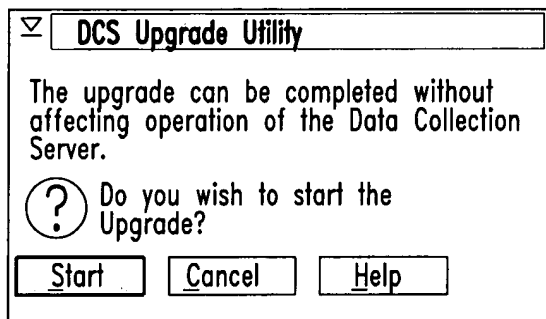 DCS Upgrade Utility
The upgrade can be completed without
affecting operation of the Data Collection
Server.
? Do you wish to start the
Upgrade?
Start Cancel Help